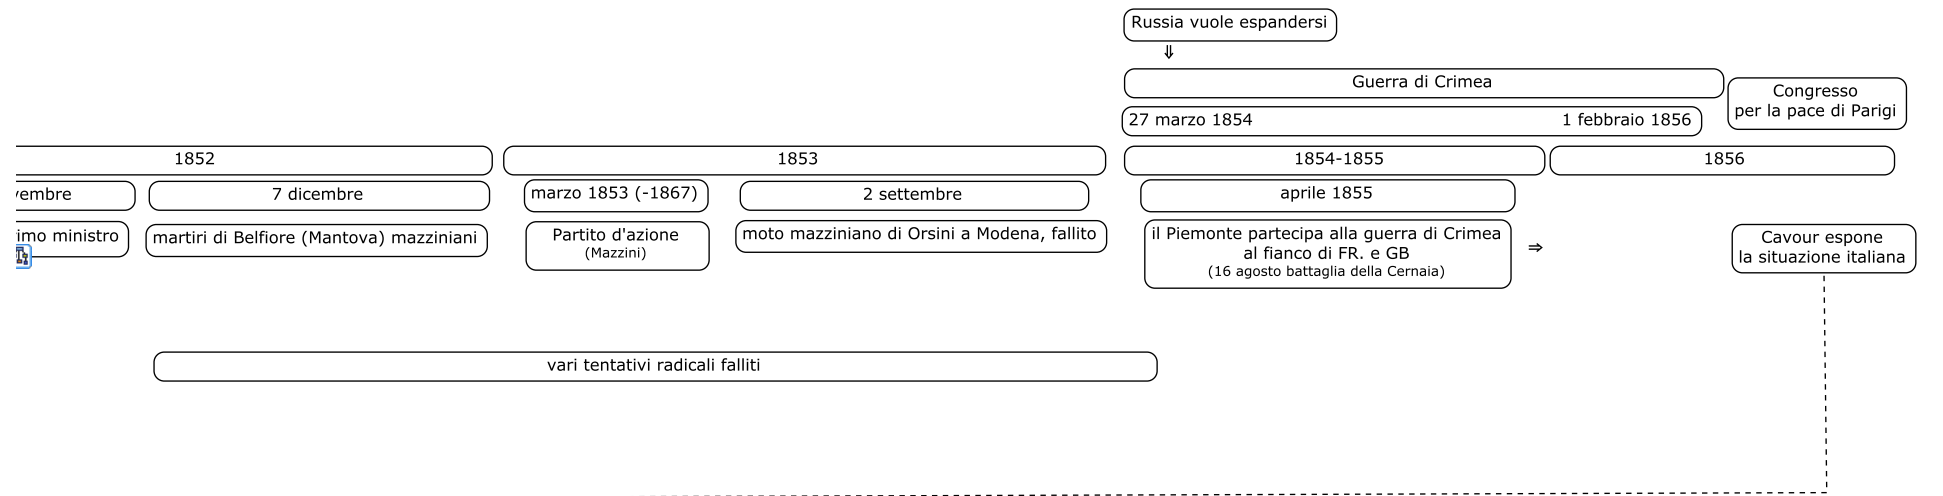 Russia vuole espandersi
⇓
Guerra di Crimea
Congresso
per la pace di Parigi
27 marzo 1854 1 febbraio 1856
1852 1853 1854-1855 1856
7 dicembre marzo 1853 (-1867) 2 settembre aprile 1855
ministro
martiri di Belfiore (Mantova) mazziniani
Partito d'azione
(Mazzini)
moto mazziniano di Orsini a Modena, fallito
il Piemonte partecipa alla guerra di Crimea
al fianco di FR. e GB
(16 agosto battaglia della Cernaia)
⇒
Cavour espone
la situazione italiana
vari tentativi radicali falliti